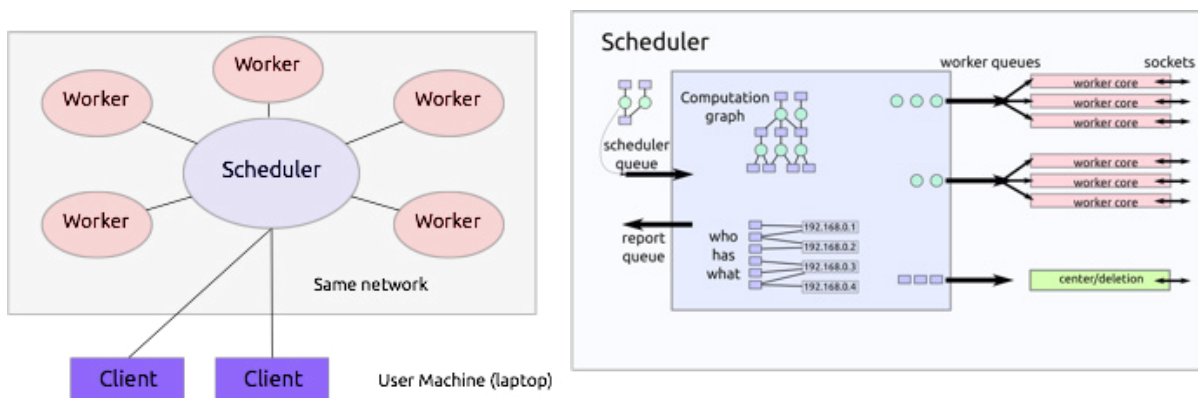 Worker
Worker
Worker
Scheduler
Worker
Worker
Same network
Client
Client
User Machine (laptop)
Scheduler
worker queues
sockets
Computation
graph
scheduler
queue
report
queue
who
has
what
192.168.0.1
192.168.0.2
192.168.0.3
192.168.0.4
worker core
worker core
worker core
worker core
worker core
worker core
center/deletion